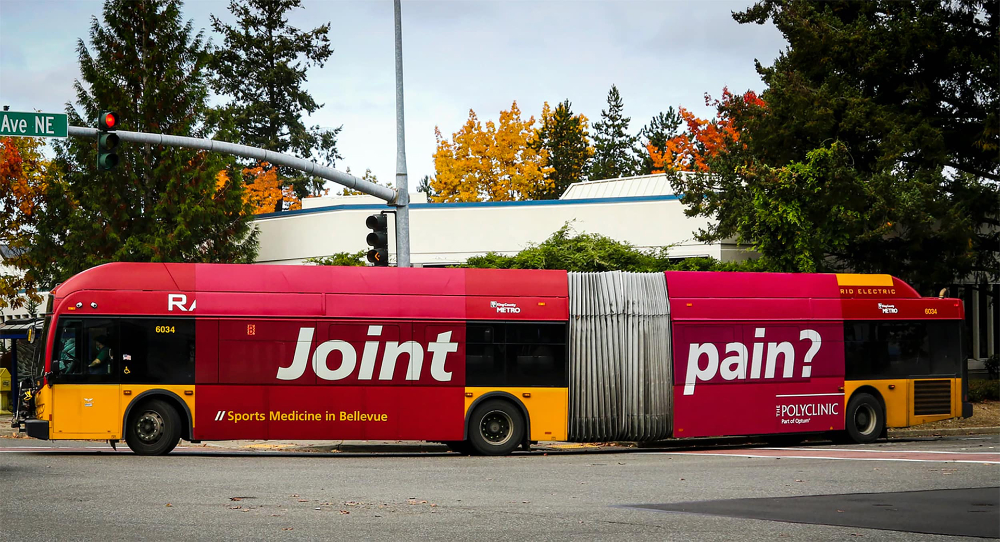 Ave NE
RA
King County
METRO
RID ELECTRIC
King County
METRO
6034
6034
B
Joint
pain?
// Sports Medicine in Bellevue
THE POLYCLINIC
Part of Optum®